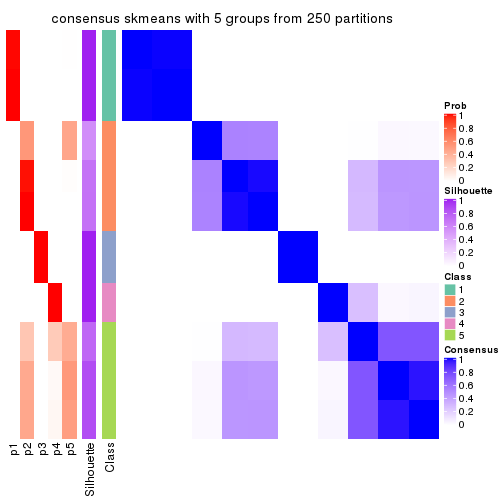 consensus skmeans with 5 groups from 250 partitions
Prob
1
0.8
0.6
0.4
0.2
0
Silhouette
1
0.8
0.6
0.4
0.2
0
Class
1
2
3
4
5
Consensus
1
0.8
0.6
0.4
0.2
0
p1
p2
p3
p4
p5
Silhouette
Class